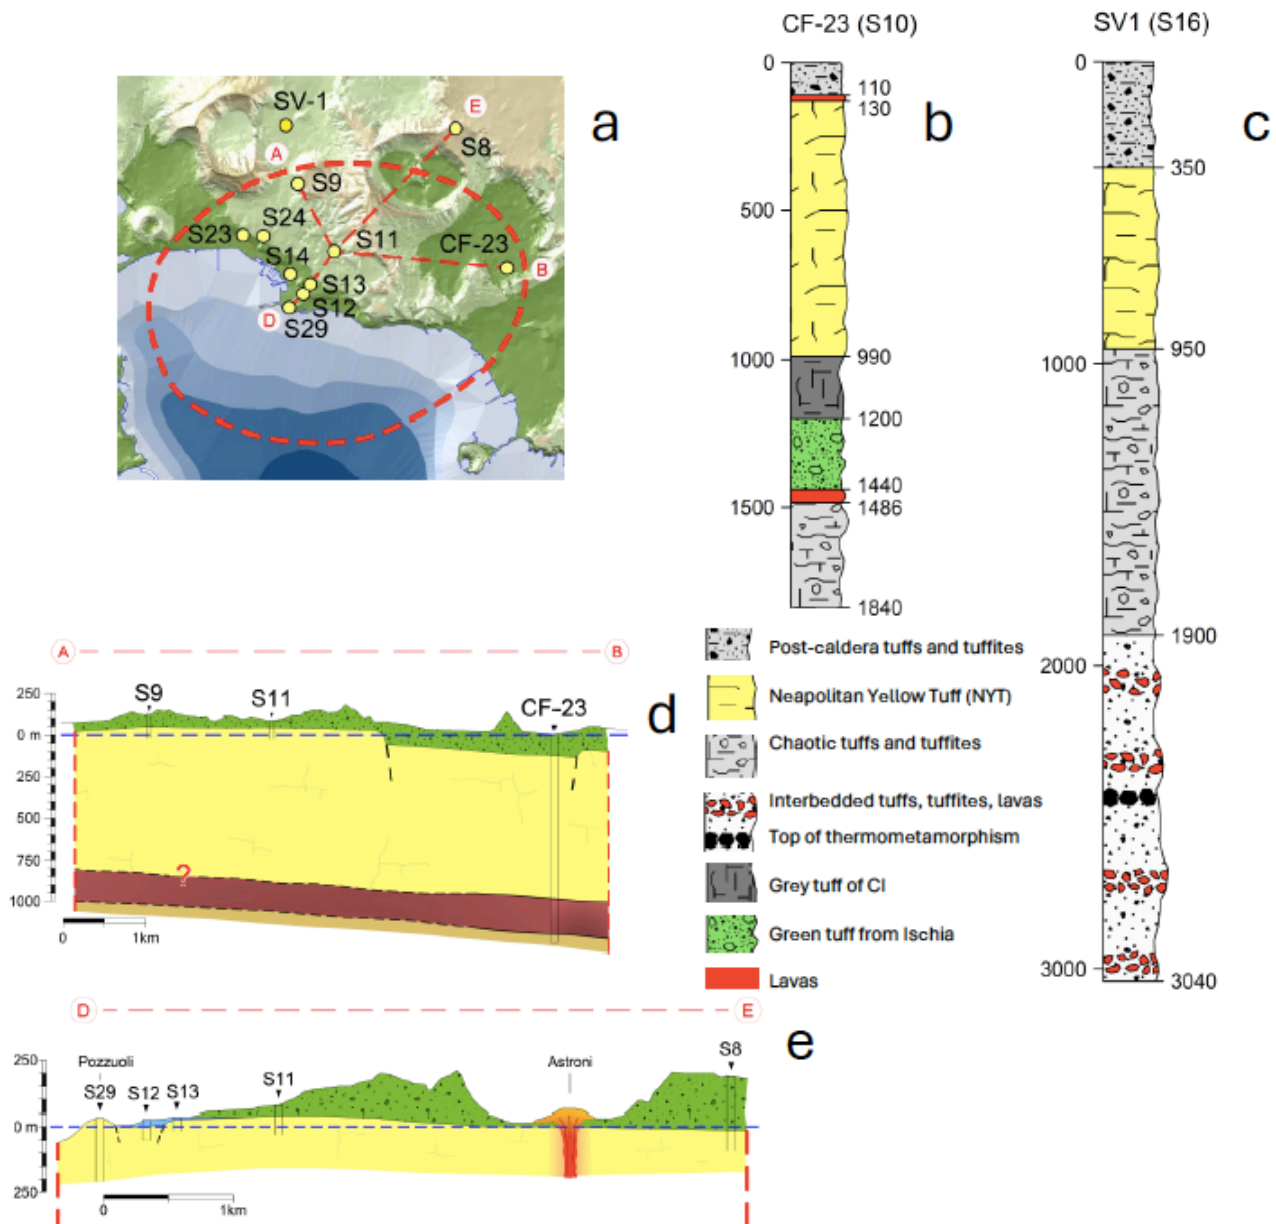 CF-23 (S10)
SV1 (S16)
a
SV-1
A
E
S8
S9
S24
S23
S11
CF-23
S14
B
S13
S12
D
S29
0
110
130
500
990
1000
1200
1440
1486
1500
1840
b
0
350
950
1000
1900
2000
3000
3040
c
Post-caldera tuffs and tuffites
Neapolitan Yellow Tuff (NYT)
Chaotic tuffs and tuffites
Interbedded tuffs, tuffites, lavas
Top of thermometamorphism
Grey tuff of CI
Green tuff from Ischia
Lavas
A
B
250
S9
S11
CF-23
d
0 m
250
500
750
?
1000
0
1km
D
E
250
Pozzuoli
S29
S12
S13
S11
Astroni
S8
e
0 m
250
0
1km